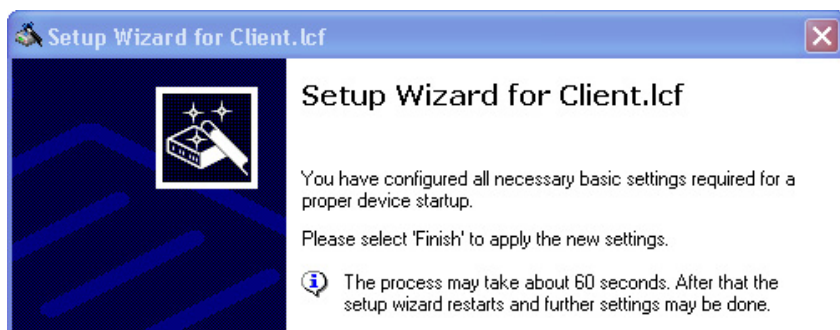 Setup Wizard for Client.lcf
Setup Wizard for Client.lcf
You have configured all necessary basic settings required for a
proper device startup.
Please select 'Finish' to apply the new settings.
The process may take about 60 seconds. After that the
setup wizard restarts and further settings may be done.